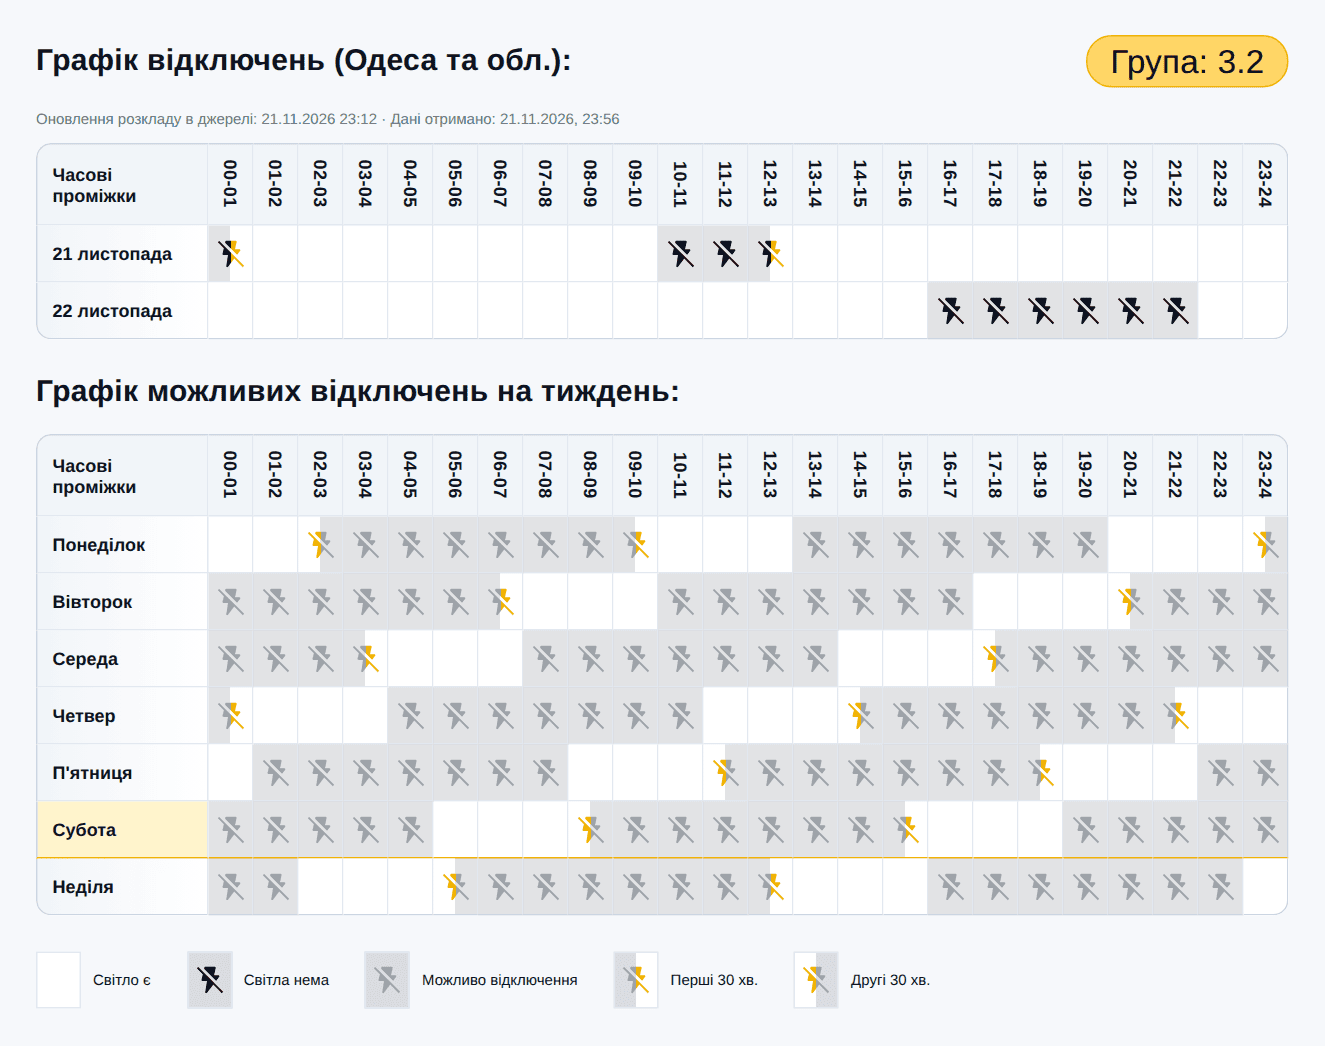 Графік відключень (Одеса та обл.):
Група: 3.2
Оновлення розкладу в джерелі: 21.11.2026 23:12 · Дані отримано: 21.11.2026, 23:56
Часові проміжки 00-01 01-02 02-03 03-04 04-05 05-06 06-07 07-08 08-09 09-10 10-11 11-12 12-13 13-14 14-15 15-16 16-17 17-18 18-19 19-20 20-21 21-22 22-23 23-24
21 листопада
22 листопада
Графік можливих відключень на тиждень:
Часові проміжки 00-01 01-02 02-03 03-04 04-05 05-06 06-07 07-08 08-09 09-10 10-11 11-12 12-13 13-14 14-15 15-16 16-17 17-18 18-19 19-20 20-21 21-22 22-23 23-24
Понеділок
Вівторок
Середа
Четвер
П'ятниця
Субота
Неділя
Світло є Світла нема Можливо відключення Перші 30 хв. Другі 30 хв.